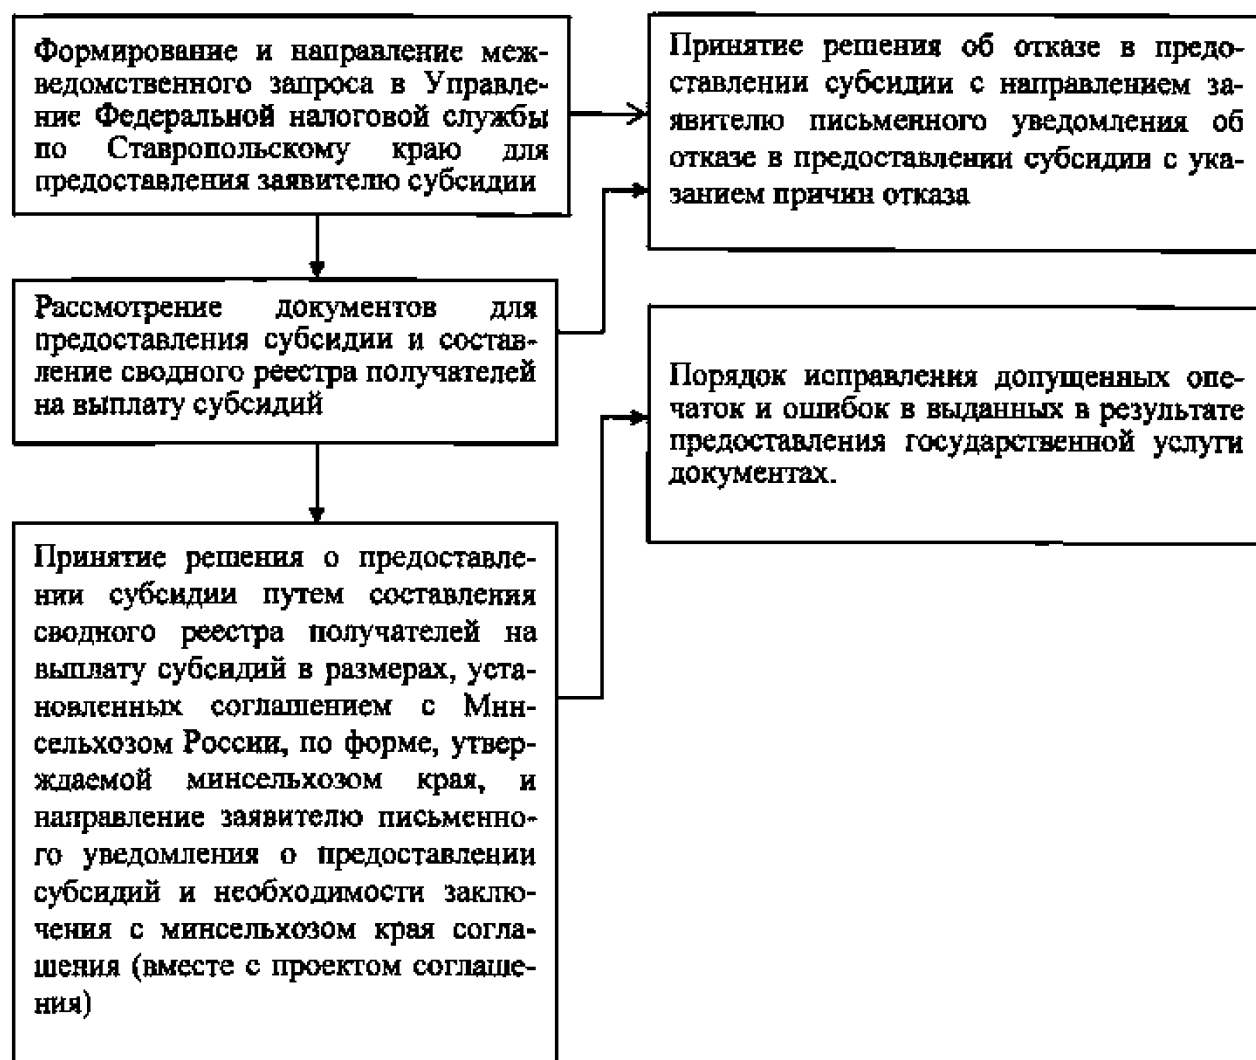 Формирование и направление меж-
ведомственного запроса в Управле-
ние Федеральной налоговой службы
по Ставропольскому краю для
предоставления заявителю субсидии
Принятие решения об отказе в предо-
ставлении субсидии с направлением за-
явителю письменного уведомления об
отказе в предоставлении субсидии с ука-
занием причин отказа
Рассмотрение документов для
предоставления субсидии и состав-
ление сводного реестра получателей
на выплату субсидий
Порядок исправления допущенных опе-
чаток и ошибок в выданных в результате
предоставления государственной услуги
документах.
Принятие решения о предоставле-
нии субсидии путем составления
сводного реестра получателей на
выплату субсидий в размерах, уста-
новленных соглашением с Мин-
сельхозом России, по форме, утвер-
ждаемой минсельхозом края, и
направление заявителю письменно-
го уведомления о предоставлении
субсидий и необходимости заклю-
чения с минсельхозом края согла-
шения (вместе с проектом соглаше-
ния)